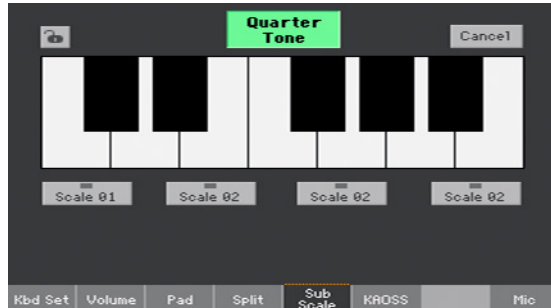 Quarter
Tone
Cancel
Scale 01
Scale 02
Scale 02
Scale 02
Kbd Set
Volume
Pad
Split
Sub
Scale
KAOSS
Mic